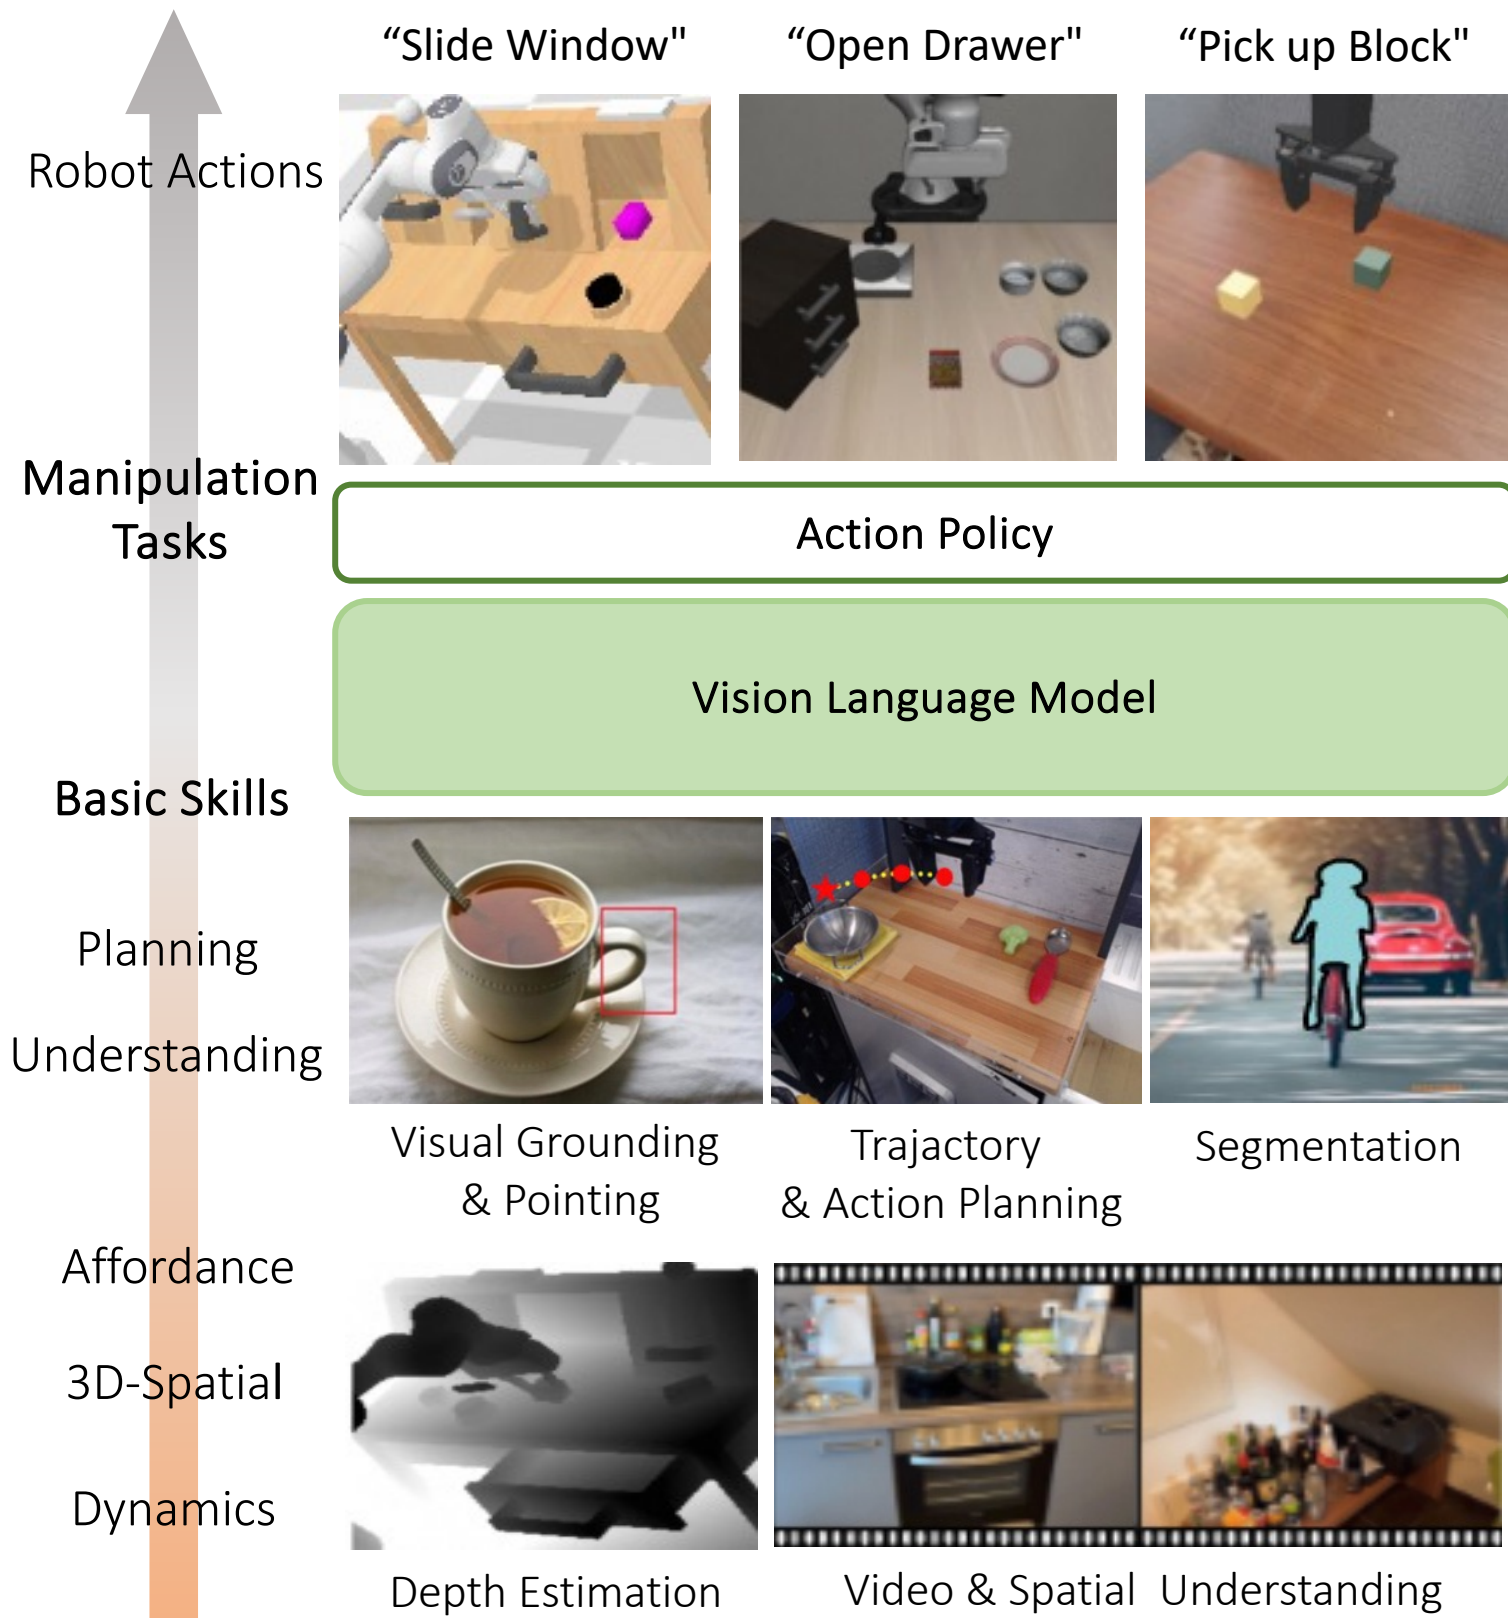 “Slide Window"
“Open Drawer"
“Pick up Block"
Robot Actions
Manipulation
Tasks
Action Policy
Vision Language Model
Basic Skills
Planning
Understanding
Visual Grounding
& Pointing
Trajactory
& Action Planning
Segmentation
Affordance
3D-Spatial
Dynamics
Depth Estimation
Video & Spatial Understanding